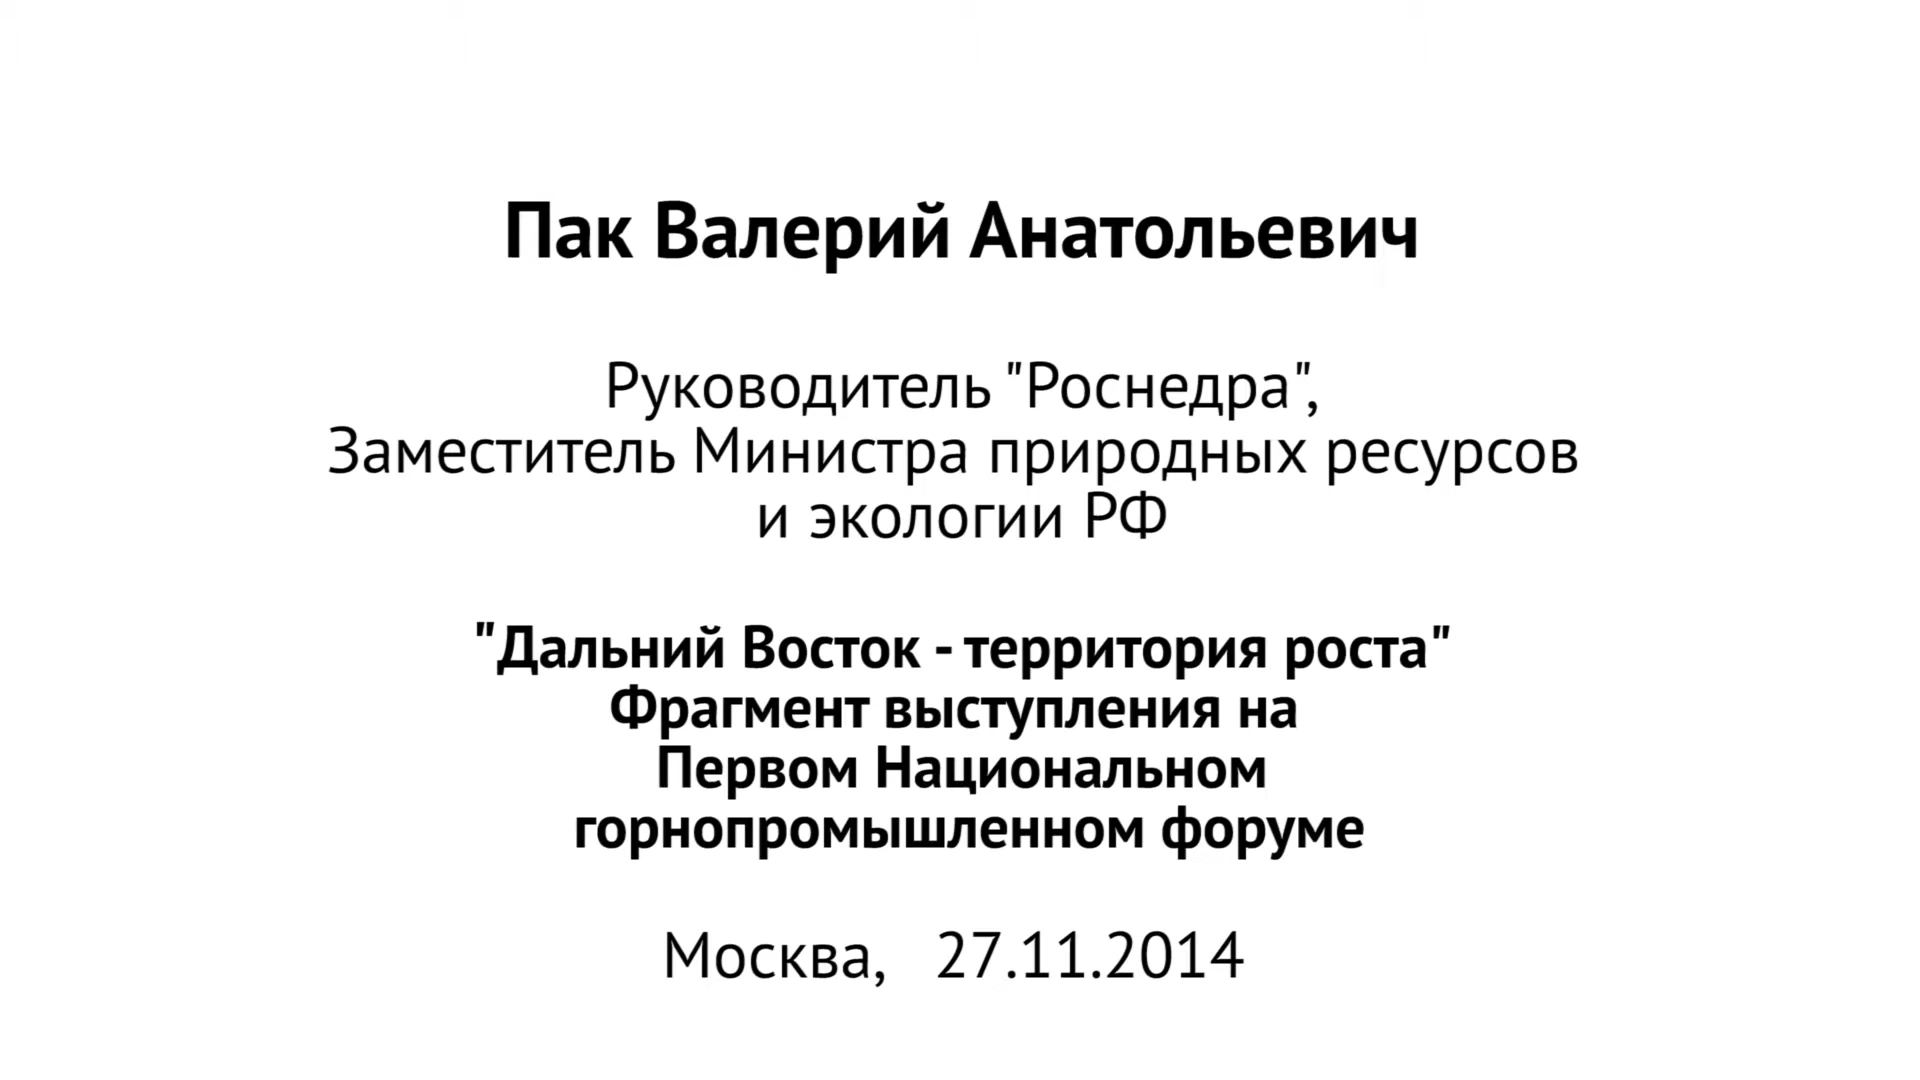 Пак Валерий Анатольевич
Руководитель "Роснедра",
Заместитель Министра природных ресурсов
и экологии РФ
"Дальний Восток - территория роста"
Фрагмент выступления на
Первом Национальном
горнопромышленном форуме
Москва, 27.11.2014